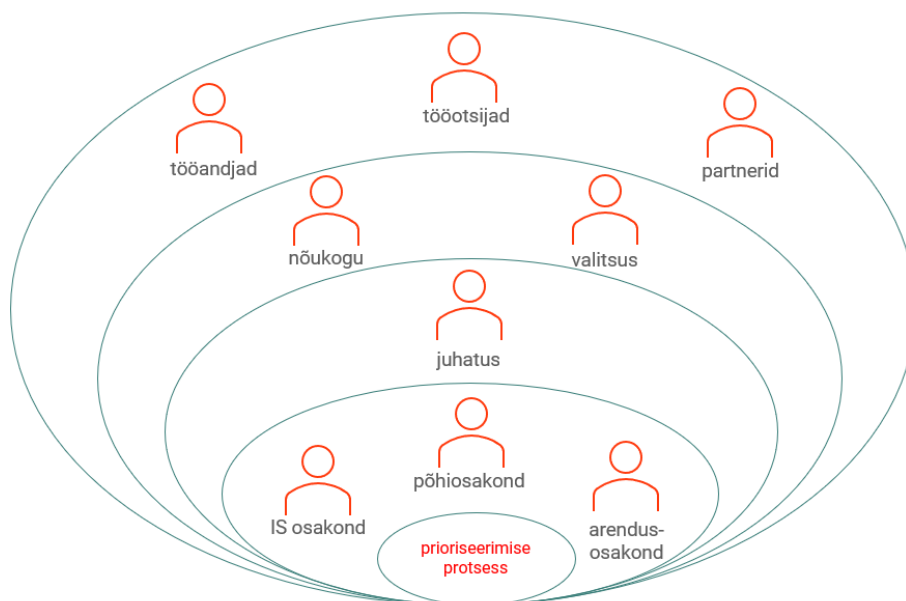 tööotsijad
tööandjad
partnerid
nõukogu
valitsus
juhatus
põhiosakond
IS osakond
arendus-
osakond
prioriseerimise
protsess